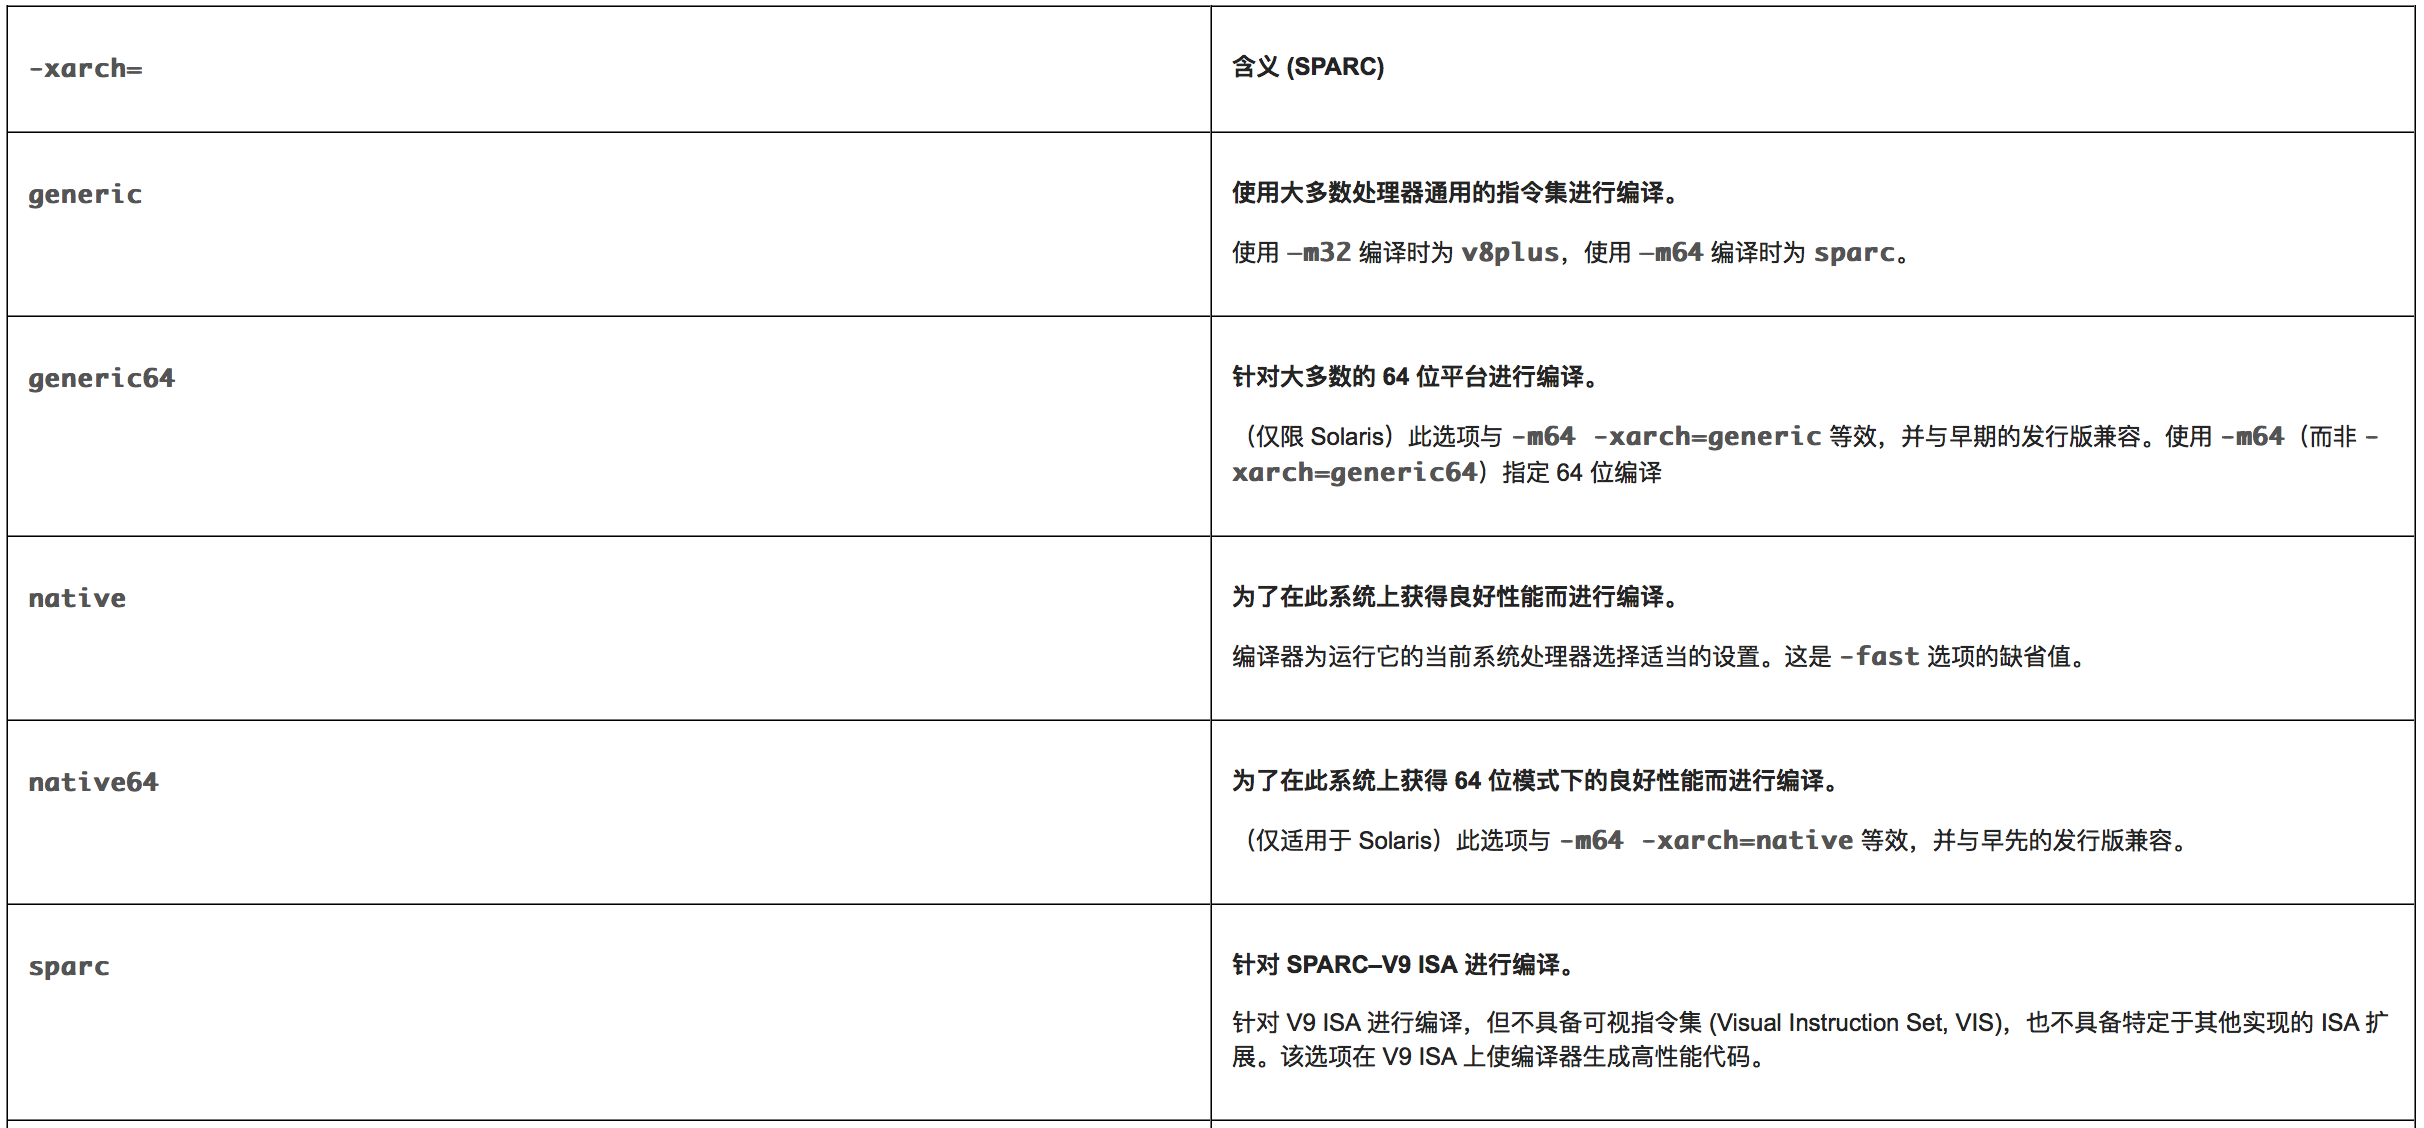 -xarch=
含义 (SPARC)
generic
使用大多数处理器通用的指令集进行编译。
使用 –m32 编译时为 v8plus，使用 –m64 编译时为 sparc。
generic64
针对大多数的 64 位平台进行编译。
（仅限 Solaris）此选项与 -m64 -xarch=generic 等效，并与早期的发行版兼容。使用 -m64（而非 -
xarch=generic64）指定 64 位编译
native
为了在此系统上获得良好性能而进行编译。
编译器为运行它的当前系统处理器选择适当的设置。这是 -fast 选项的缺省值。
native64
为了在此系统上获得 64 位模式下的良好性能而进行编译。
（仅适用于 Solaris）此选项与 -m64 -xarch=native 等效，并与早先的发行版兼容。
sparc
针对 SPARC–V9 ISA 进行编译。
针对 V9 ISA 进行编译，但不具备可视指令集 (Visual Instruction Set, VIS)，也不具备特定于其他实现的 ISA 扩
展。该选项在 V9 ISA 上使编译器生成高性能代码。